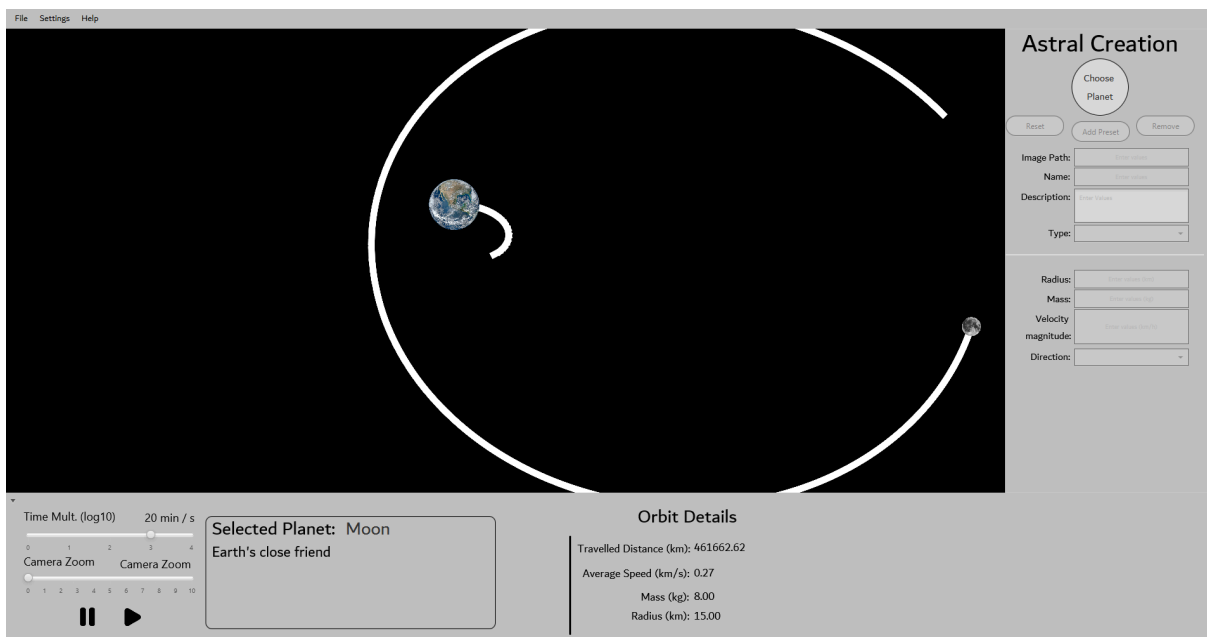 File Settings Help
Astral Creation
Choose
Planet
Reset
Add Preset
Remove
Image Path: Enter values
Name: Enter values
Description: Enter Values
Type:
Radius:
Mass:
Velocity
magnitude:
Direction:
Time Mult. (log10) 20 min / s
0 1 2 3 4
Camera Zoom Camera Zoom
0 1 2 3 4 5 6 7 8 9 10
Selected Planet: Moon
Earth's close friend
Orbit Details
Travelled Distance (km): 461662.62
Average Speed (km/s): 0.27
Mass (kg): 8.00
Radius (km): 15.00